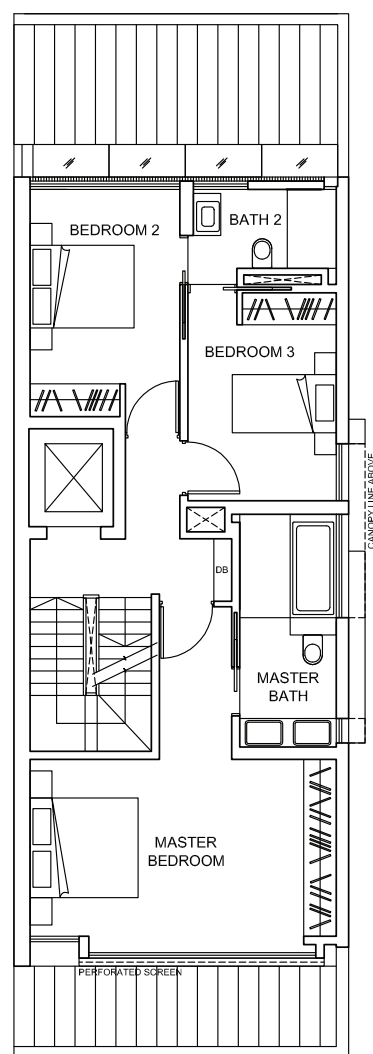 BEDROOM 2
BATH 2
BEDROOM 3
CANOPY LINE ABOVE
DB
MASTER
BATH
MASTER
BEDROOM
PERFORATED SCREEN